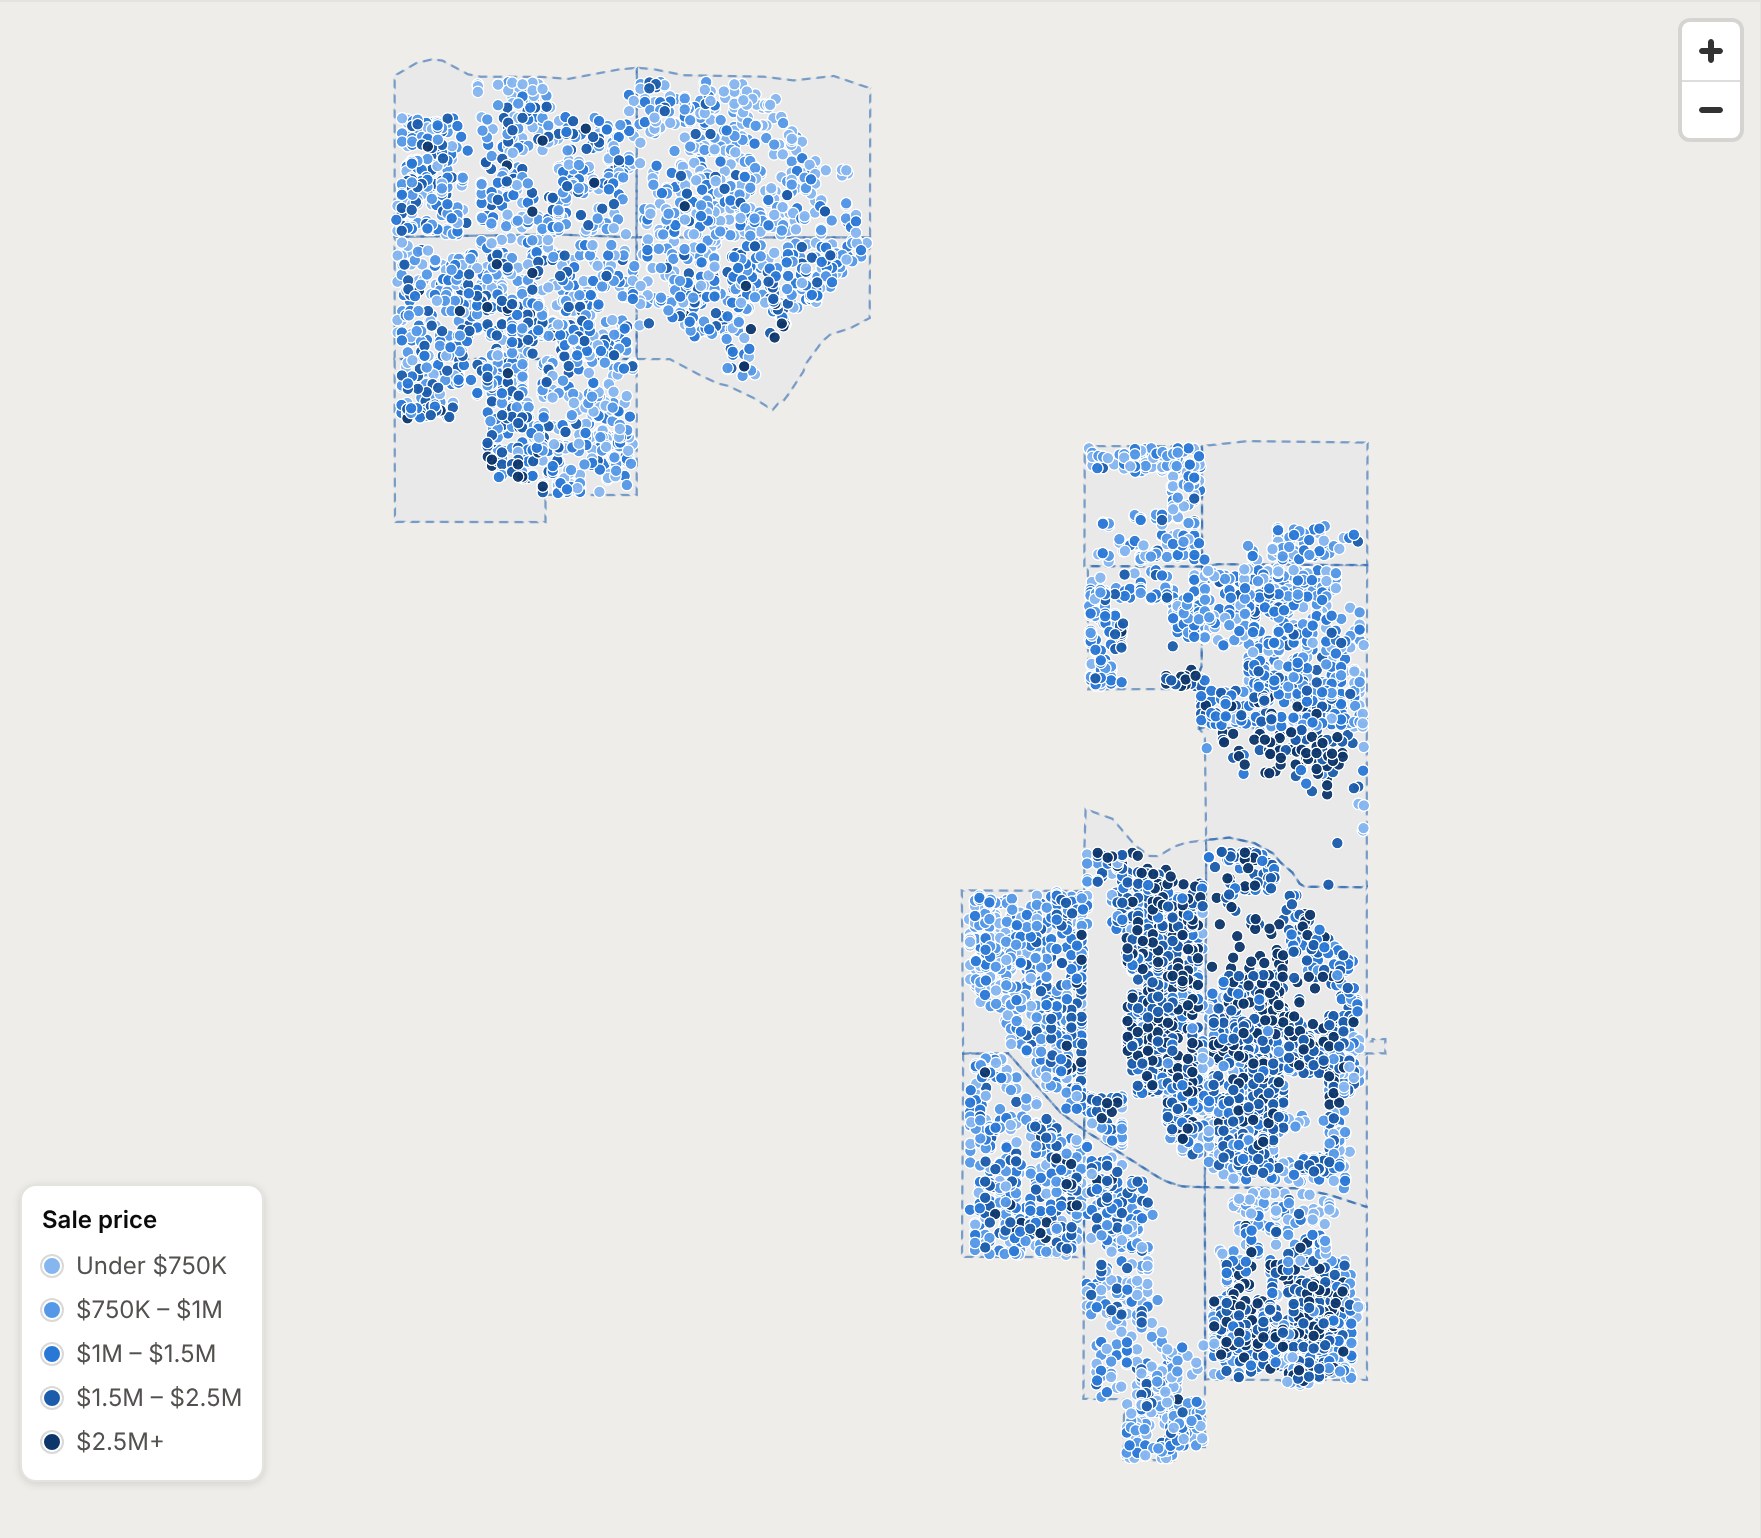 +
−
Sale price
Under $750K
$750K – $1M
$1M – $1.5M
$1.5M – $2.5M
$2.5M+